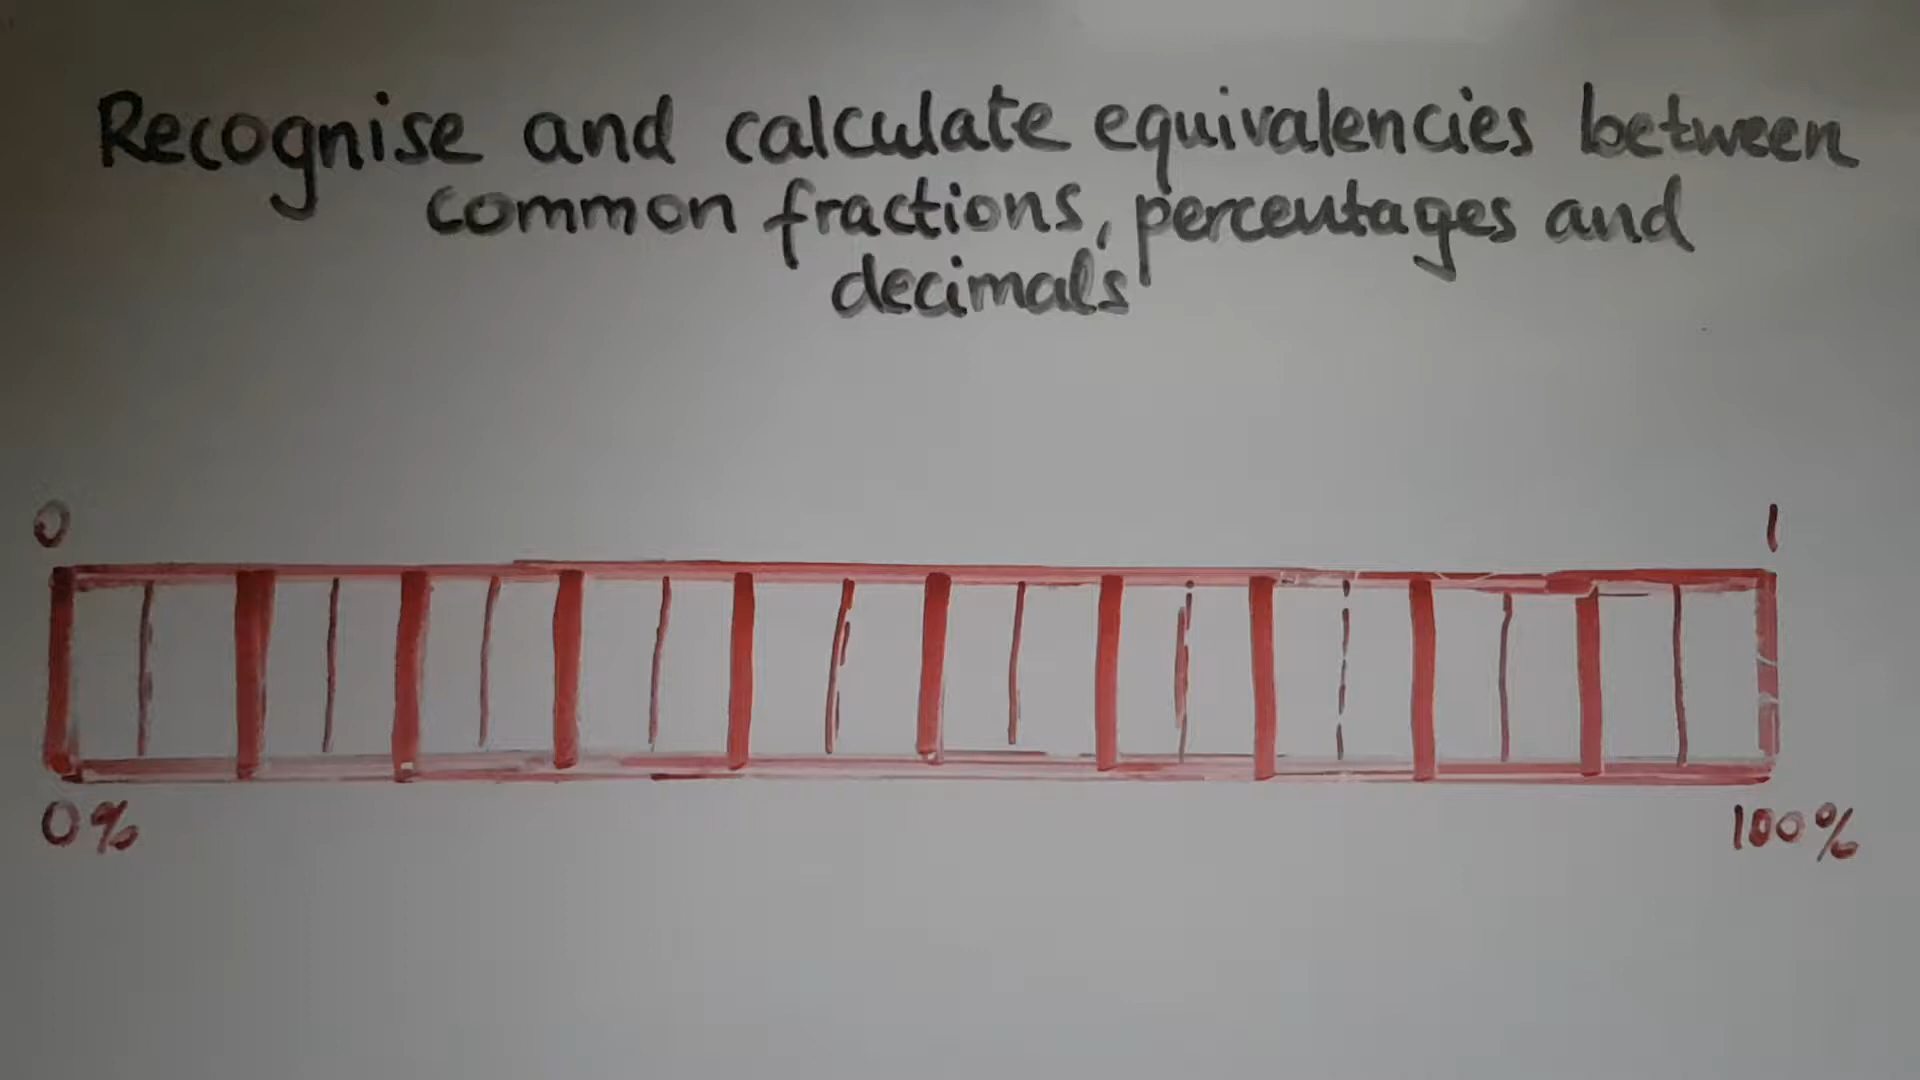 Recognise and calculate equivalencies between
common fractions, percentages and
decimals
0 1
0% 100%